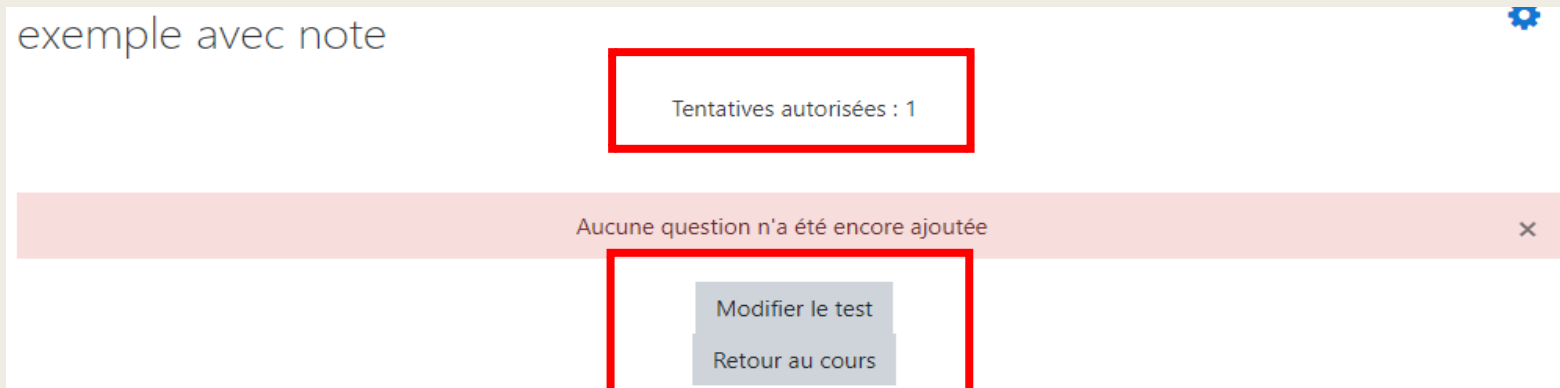 exemple avec note
Tentatives autorisées : 1
Aucune question n'a été encore ajoutée
Modifier le test
Retour au cours